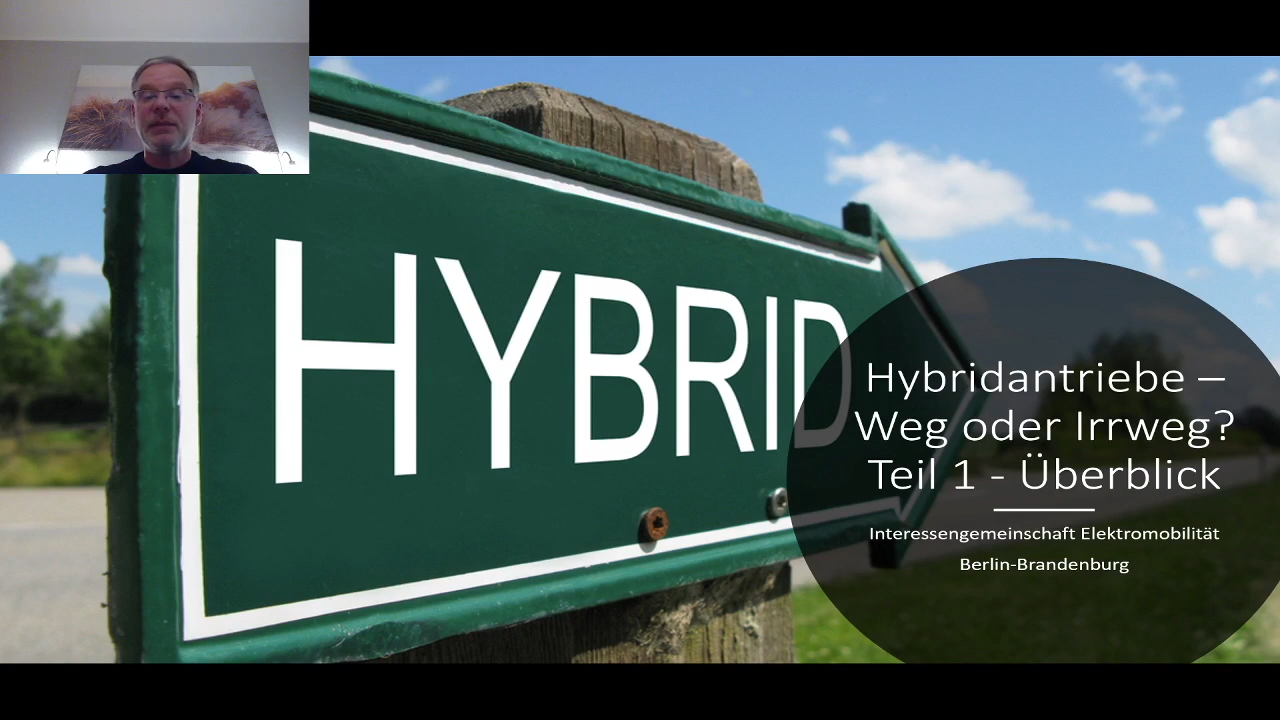 HYBRID
Hybridantriebe –
Weg oder Irrweg?
Teil 1 - Überblick
Interessengemeinschaft Elektromobilität
Berlin-Brandenburg